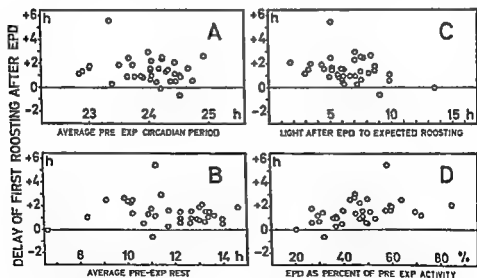 DELAY OF FIRST ROOSTING AFTER EPD
+6 h A
+4
+2
0
−2
23 24 25 h
AVERAGE PRE EXP CIRCADIAN PERIOD
+6 h C
+4
+2
0
−2
0 5 10 15 h
LIGHT AFTER EPD TO EXPECTED ROOSTING
+6 h B
+4
+2
0
−2
8 10 12 14 h
AVERAGE PRE-EXP REST
+6 h D
+4
+2
0
−2
20 40 60 80 %
EPD AS PERCENT OF PRE EXP ACTIVITY